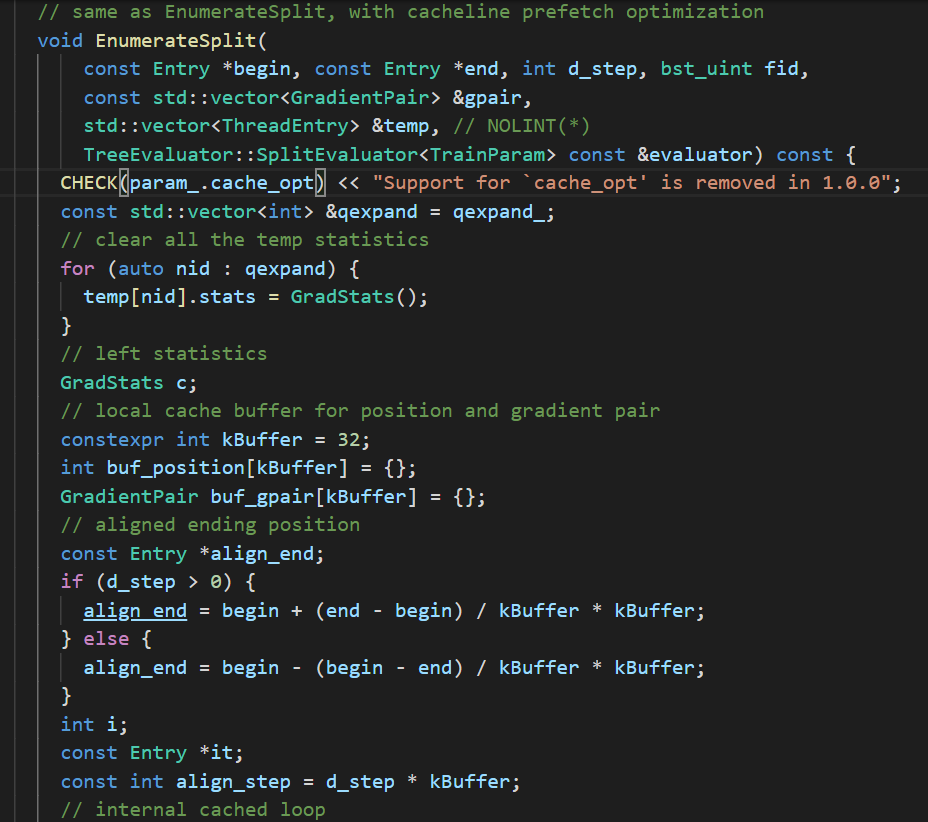 // same as EnumerateSplit, with cacheline prefetch optimization
void EnumerateSplit(
const Entry *begin, const Entry *end, int d_step, bst_uint fid,
const std::vector<GradientPair> &gpair,
std::vector<ThreadEntry> &temp, // NOLINT(*)
TreeEvaluator::SplitEvaluator<TrainParam> const &evaluator) const {
CHECK(param_.cache_opt) << "Support for `cache_opt' is removed in 1.0.0";
const std::vector<int> &qexpand = qexpand_;
// clear all the temp statistics
for (auto nid : qexpand) {
temp[nid].stats = GradStats();
}
// left statistics
GradStats c;
// local cache buffer for position and gradient pair
constexpr int kBuffer = 32;
int buf_position[kBuffer] = {};
GradientPair buf_gpair[kBuffer] = {};
// aligned ending position
const Entry *align_end;
if (d_step > 0) {
align_end = begin + (end - begin) / kBuffer * kBuffer;
} else {
align_end = begin - (begin - end) / kBuffer * kBuffer;
}
int i;
const Entry *it;
const int align_step = d_step * kBuffer;
// internal cached loop